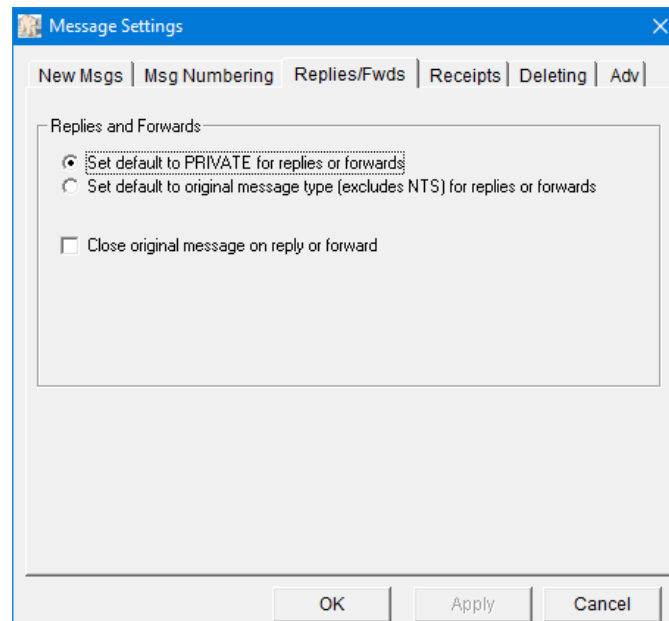 Message Settings
New Msgs Msg Numbering Replies/Fwds Receipts Deleting Adv
Replies and Forwards
Set default to PRIVATE for replies or forwards
Set default to original message type (excludes NTS) for replies or forwards
Close original message on reply or forward
OK Apply Cancel